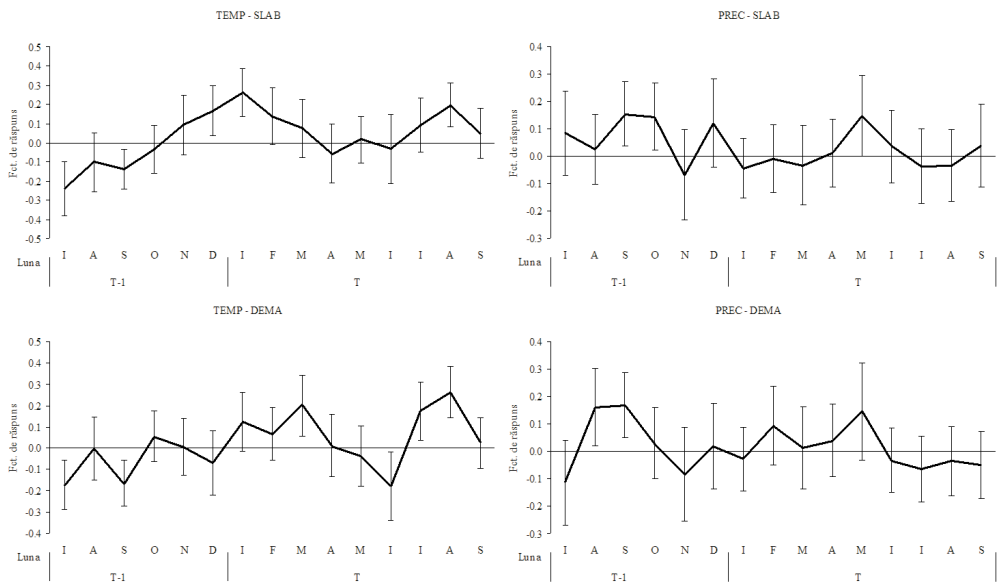 TEMP - SLAB
0.5
0.4
0.3
0.2
0.1
0.0
-0.1
-0.2
-0.3
-0.4
-0.5
Fct. de răspuns
I A S O N D I F M A M I I A S
Luna
T-1 T
PREC - SLAB
0.4
0.3
0.2
0.1
0.0
-0.1
-0.2
-0.3
Fct. de răspuns
I A S O N D I F M A M I I A S
Luna
T-1 T
TEMP - DEMA
0.5
0.4
0.3
0.2
0.1
0.0
-0.1
-0.2
-0.3
-0.4
Fct. de răspuns
I A S O N D I F M A M I I A S
Luna
T-1 T
PREC - DEMA
0.4
0.3
0.2
0.1
0.0
-0.1
-0.2
-0.3
Fct. de răspuns
I A S O N D I F M A M I I A S
Luna
T-1 T